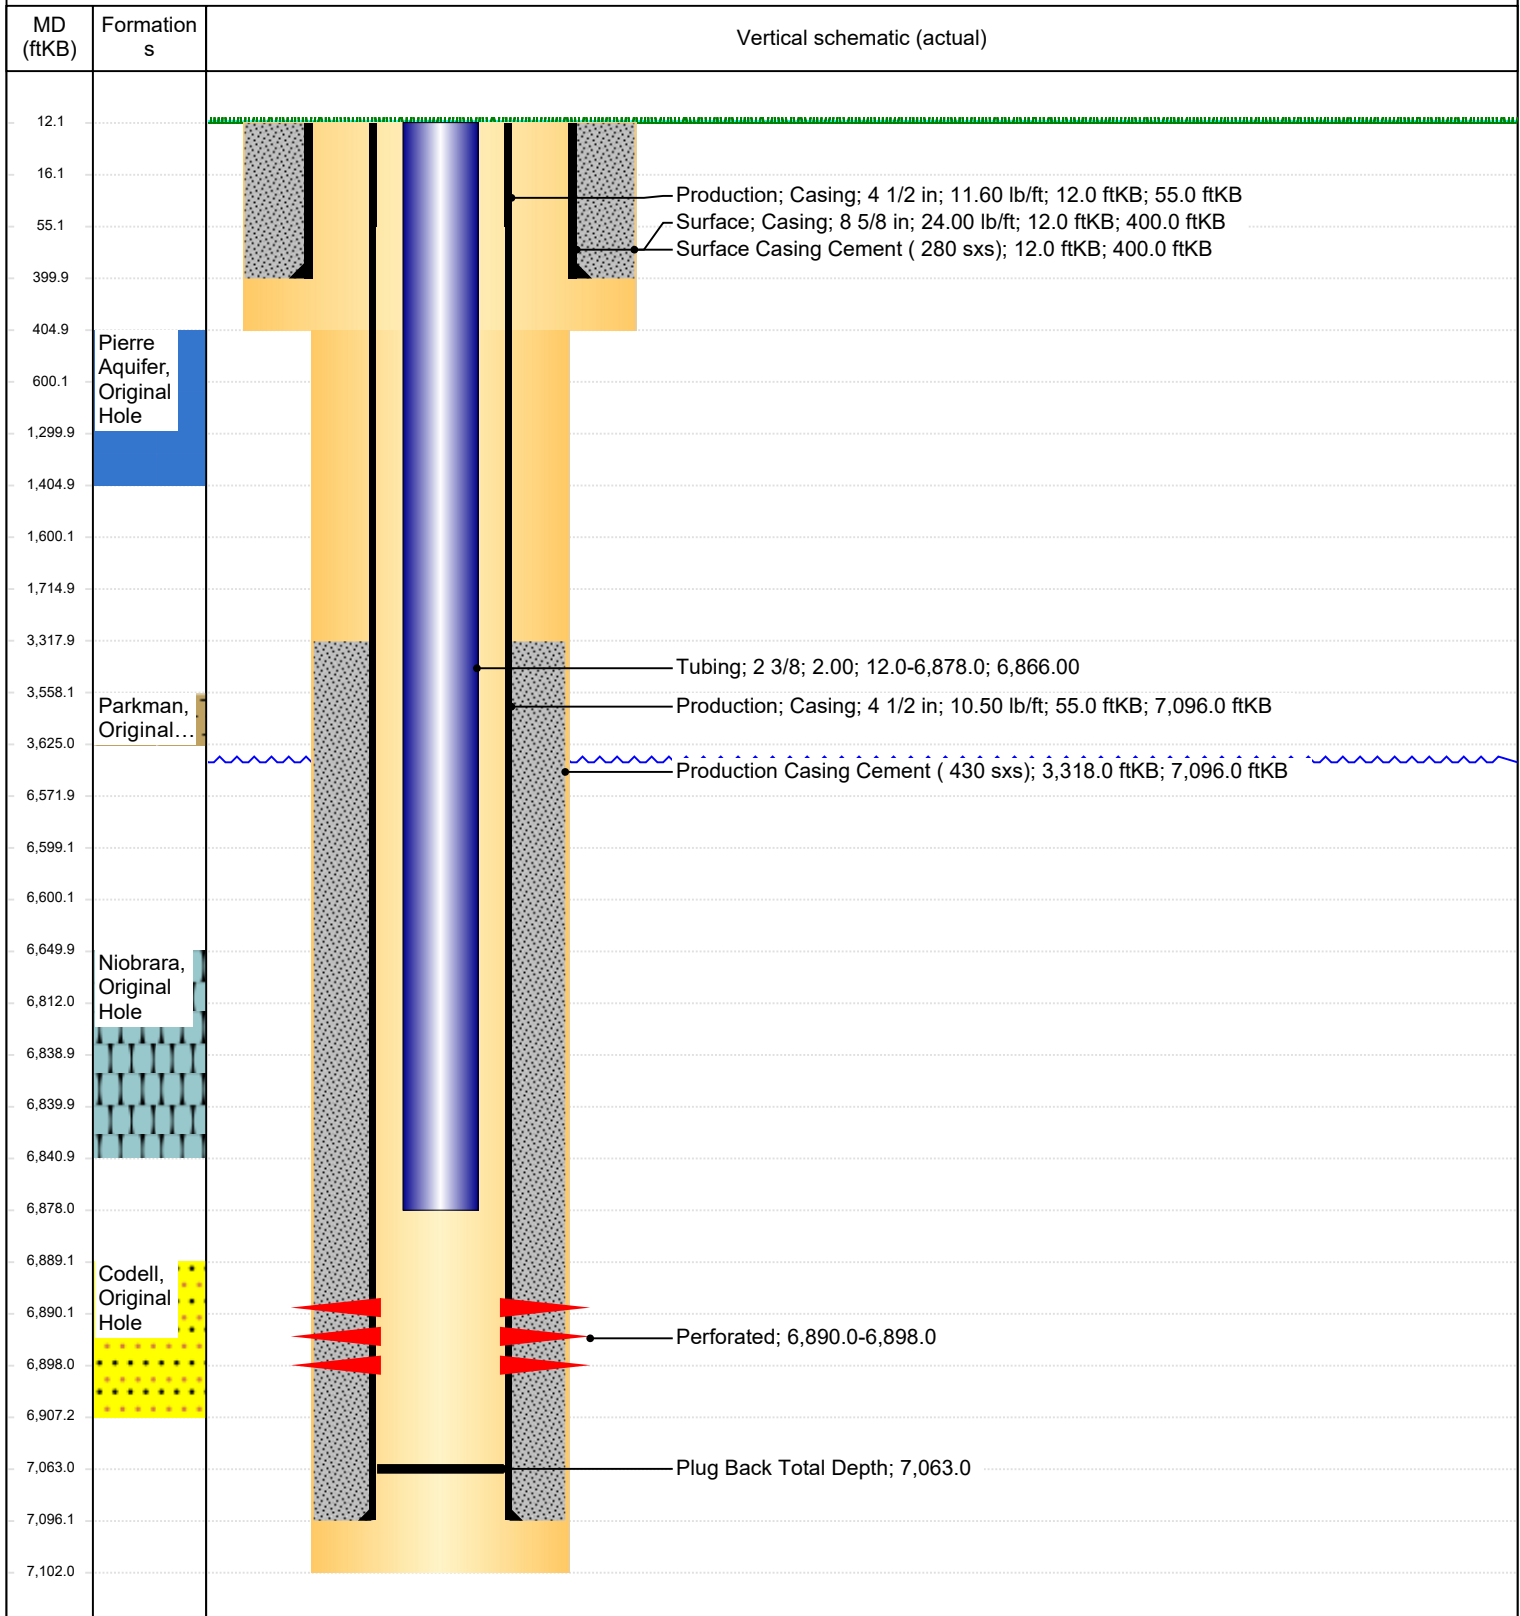 MD
(ftKB)
Formation
s
Vertical schematic (actual)
12.1
16.1
Production; Casing; 4 1/2 in; 11.60 lb/ft; 12.0 ftKB; 55.0 ftKB
55.1
Surface; Casing; 8 5/8 in; 24.00 lb/ft; 12.0 ftKB; 400.0 ftKB
Surface Casing Cement ( 280 sxs); 12.0 ftKB; 400.0 ftKB
399.9
404.9
Pierre
Aquifer,
Original
Hole
600.1
1,299.9
1,404.9
1,600.1
1,714.9
3,317.9
Tubing; 2 3/8; 2.00; 12.0-6,878.0; 6,866.00
3,558.1
Parkman,
Original…
Production; Casing; 4 1/2 in; 10.50 lb/ft; 55.0 ftKB; 7,096.0 ftKB
3,625.0
Production Casing Cement ( 430 sxs); 3,318.0 ftKB; 7,096.0 ftKB
6,571.9
6,599.1
6,600.1
6,649.9
Niobrara,
Original
Hole
6,812.0
6,838.9
6,839.9
6,840.9
6,878.0
6,889.1
Codell,
Original
Hole
6,890.1
Perforated; 6,890.0-6,898.0
6,898.0
6,907.2
7,063.0
Plug Back Total Depth; 7,063.0
7,096.1
7,102.0